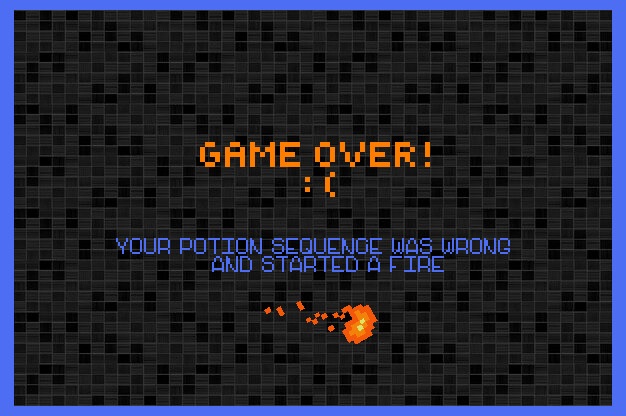 GAME OVER!
:(
YOUR POTION SEQUENCE WAS WRONG
AND STARTED A FIRE